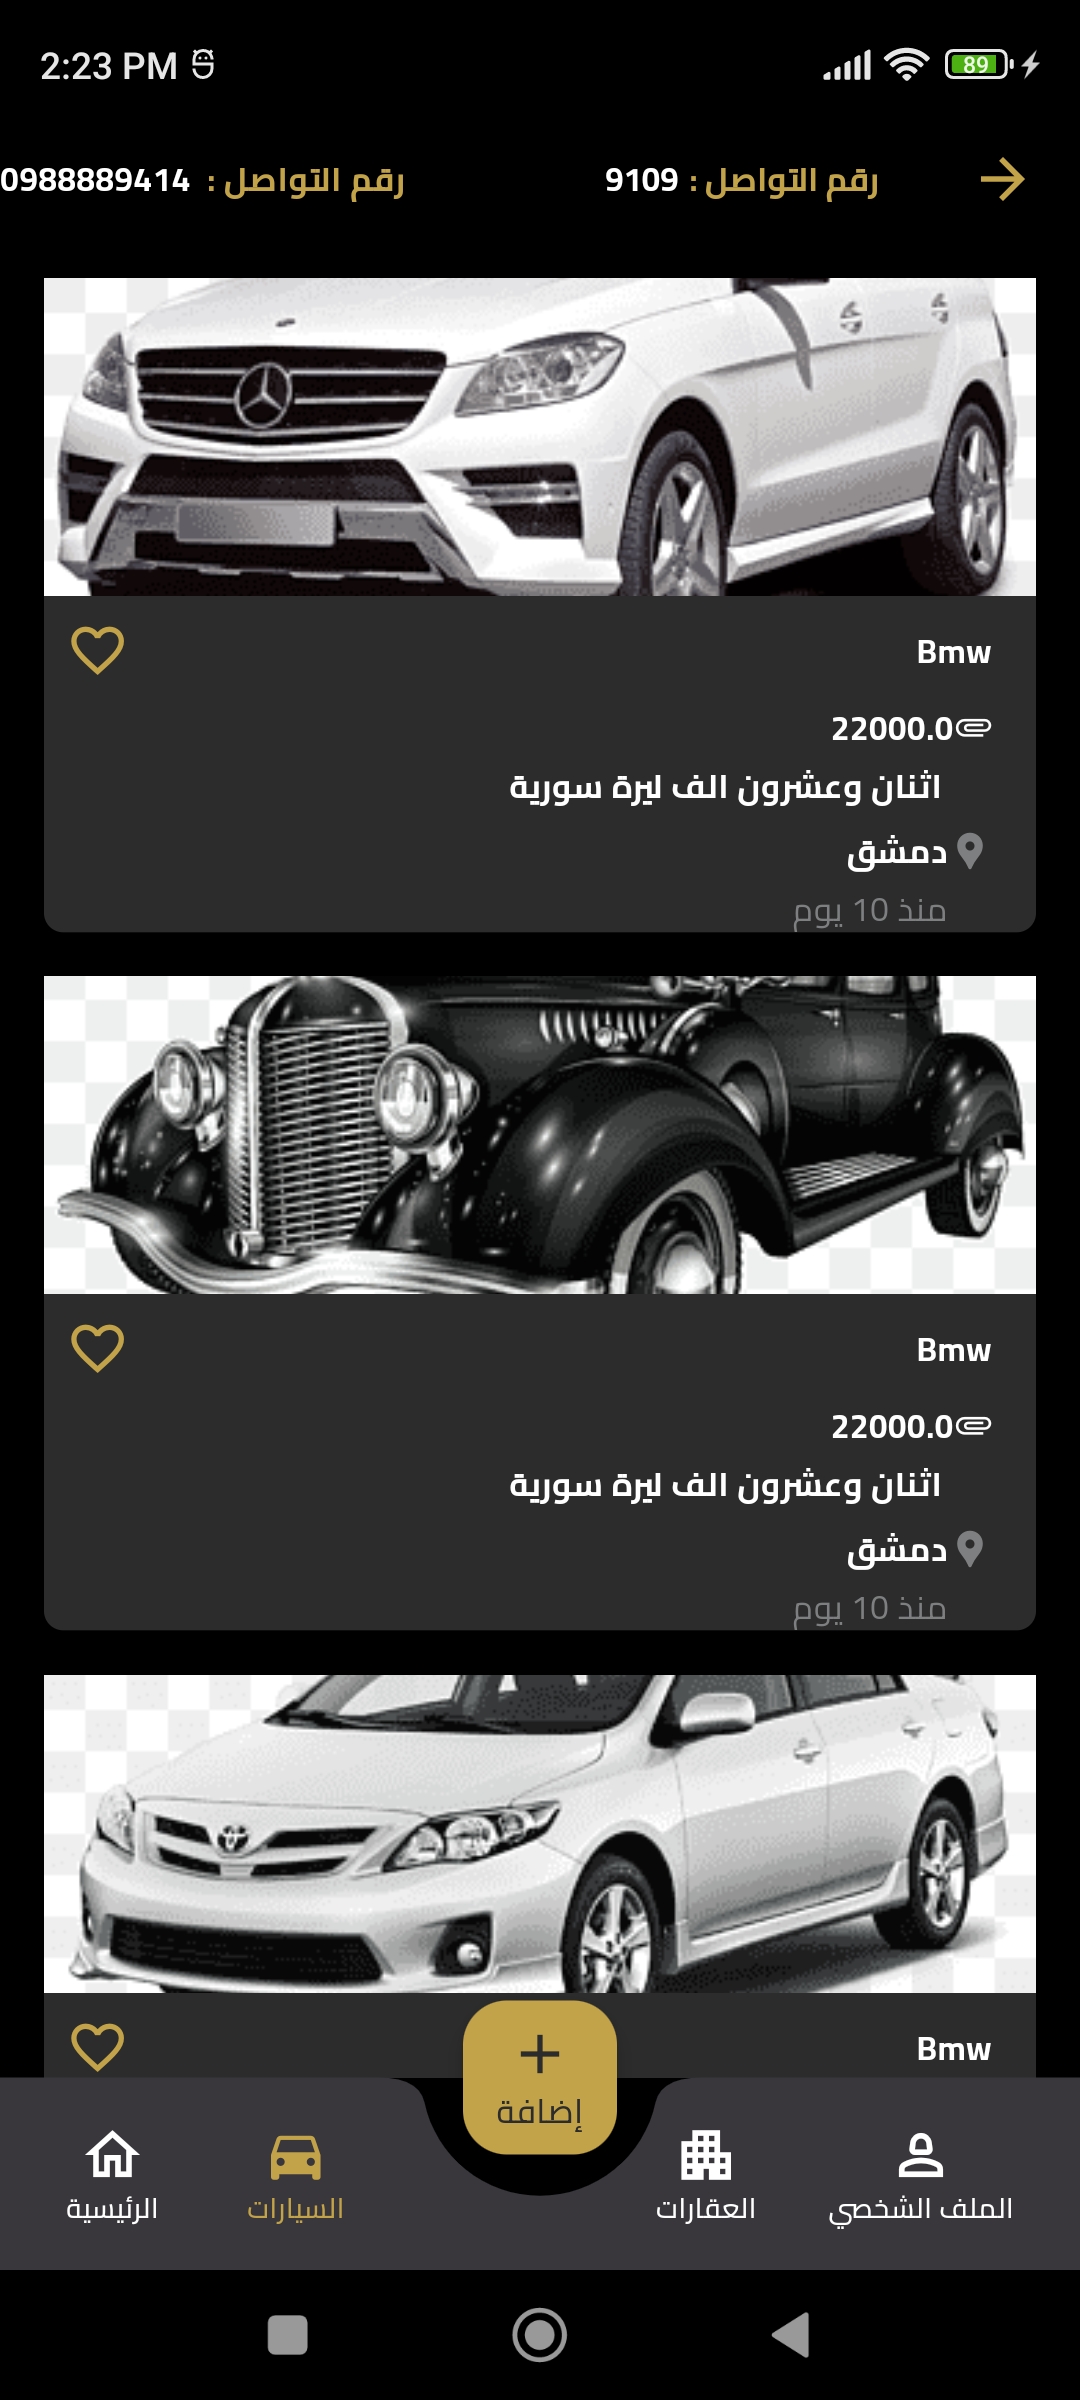 2:23 PM
89
رقم التواصل : 9109
رقم التواصل : 0988889414
Bmw
22000.0
اثنان وعشرون الف ليرة سورية
دمشق
منذ 10 يوم
Bmw
22000.0
اثنان وعشرون الف ليرة سورية
دمشق
منذ 10 يوم
Bmw
إضافة
الملف الشخصي
العقارات
السيارات
الرئيسية